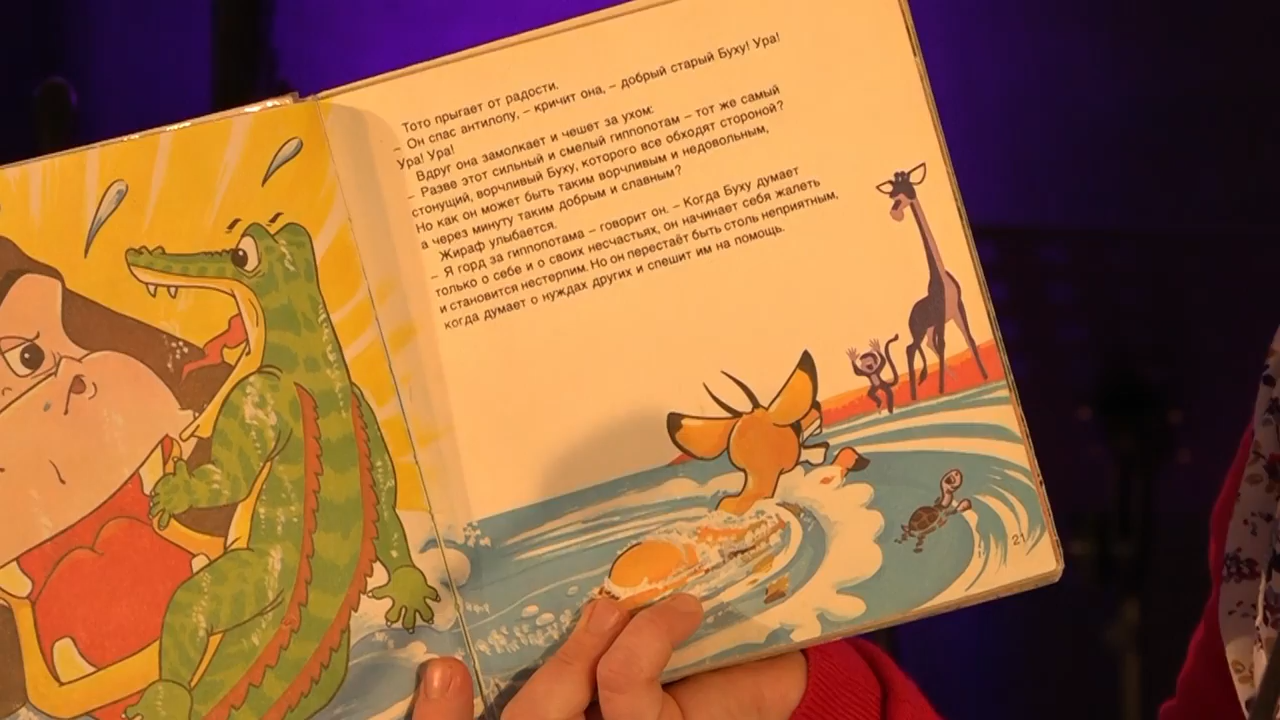 Тото прыгает от радости.
– Он спас антилопу, – кричит она, – добрый старый Буху! Ура!
Ура! Ура!
Вдруг она замолкает и чешет за ухом:
– Разве этот сильный и смелый гиппопотам – тот же самый
стонущий, ворчливый Буху, которого все обходят стороной?
Но как он может быть таким ворчливым и недовольным,
а через минуту таким добрым и славным?
Жираф улыбается.
– Я горд за гиппопотама – говорит он. – Когда Буху думает
только о себе и о своих несчастьях, он начинает себя жалеть
и становится нестерпим. Но он перестаёт быть столь неприятным,
когда думает о нуждах других и спешит им на помощь.
21